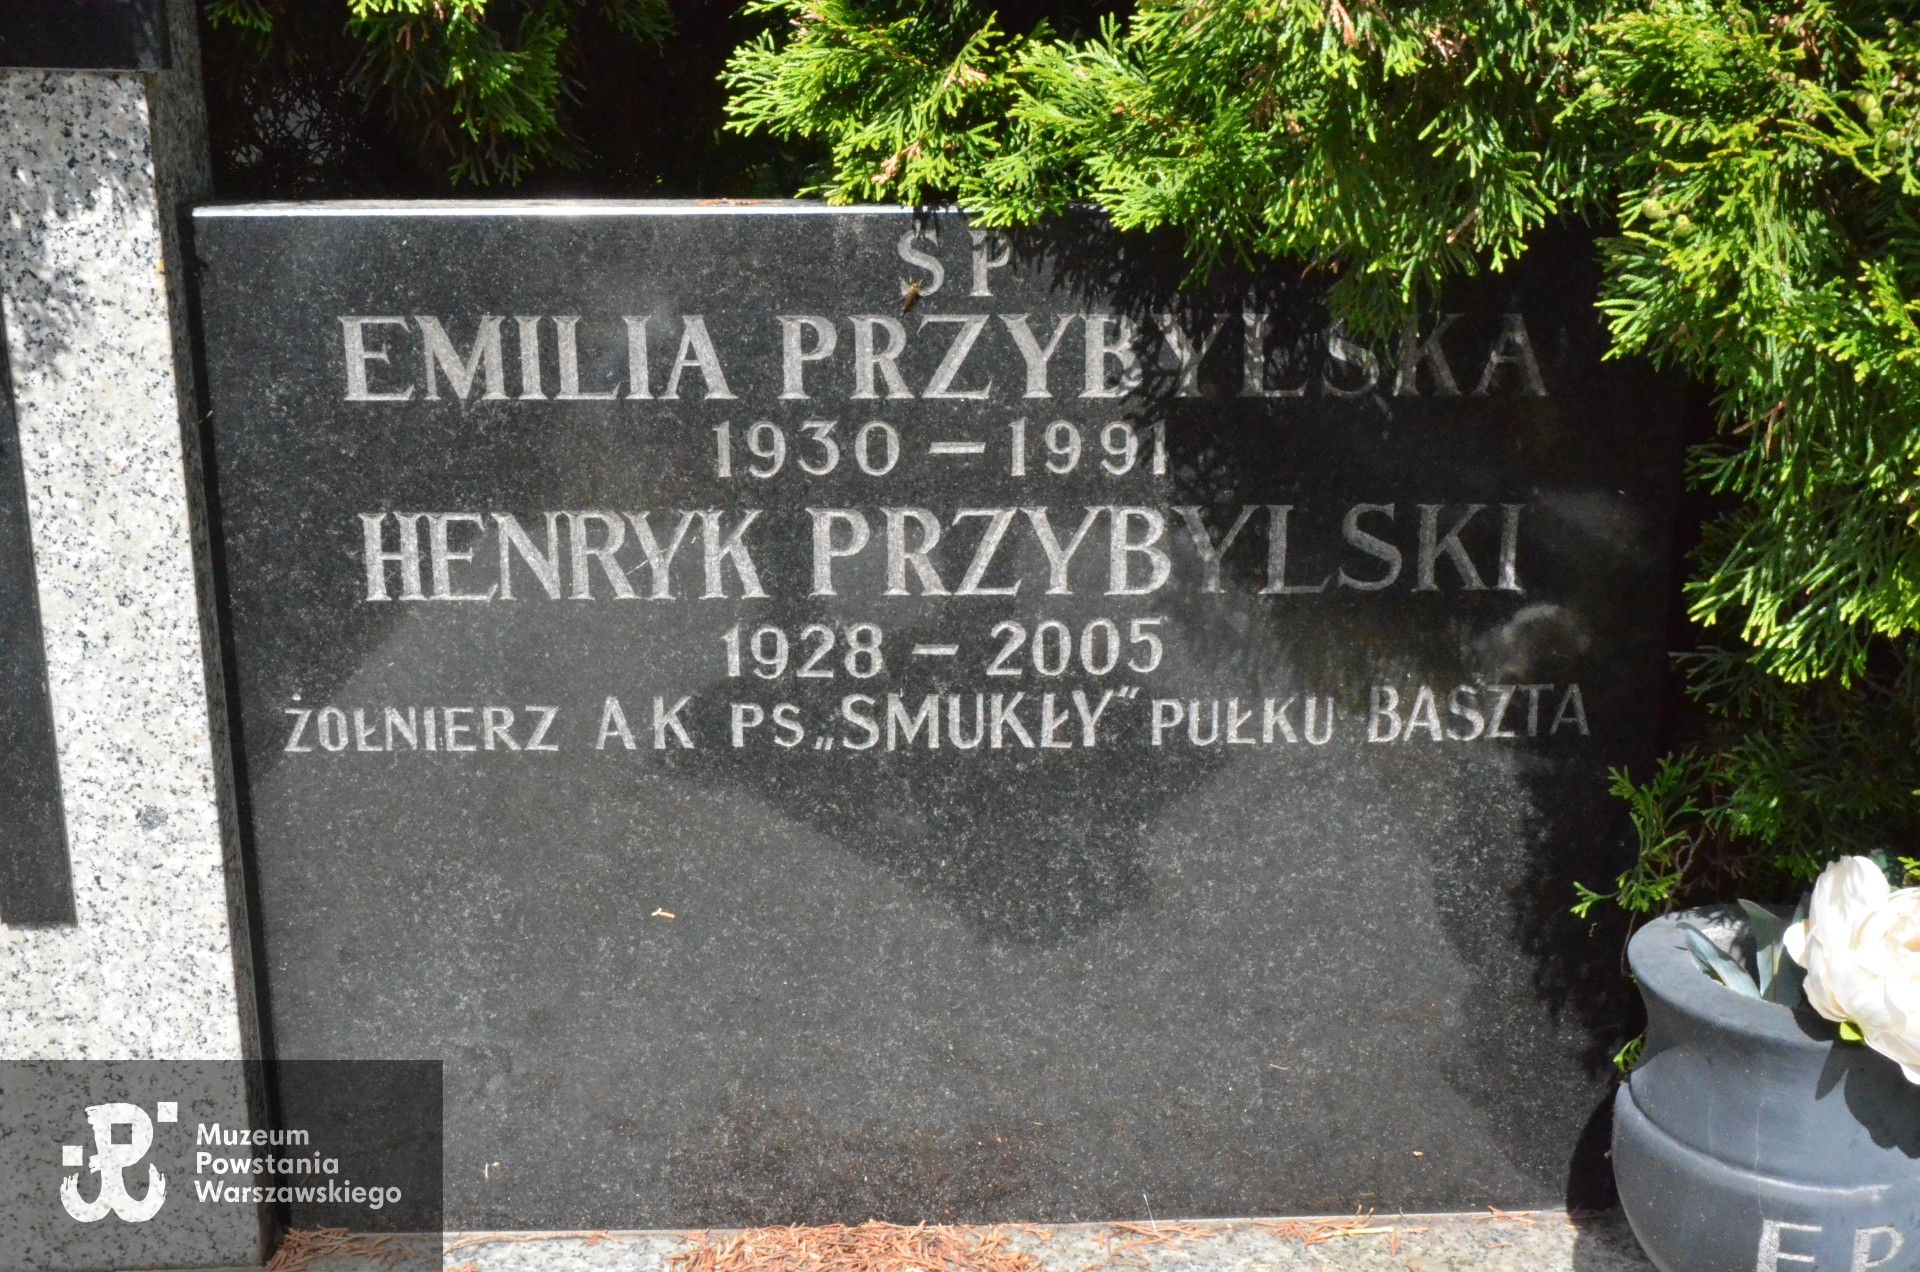 ŚP
EMILIA PRZYBYLSKA
1930 – 1991
HENRYK PRZYBYLSKI
1928 – 2005
ŻOŁNIERZ AK PS „SMUKŁY” PUŁKU BASZTA
Muzeum
Powstania
Warszawskiego